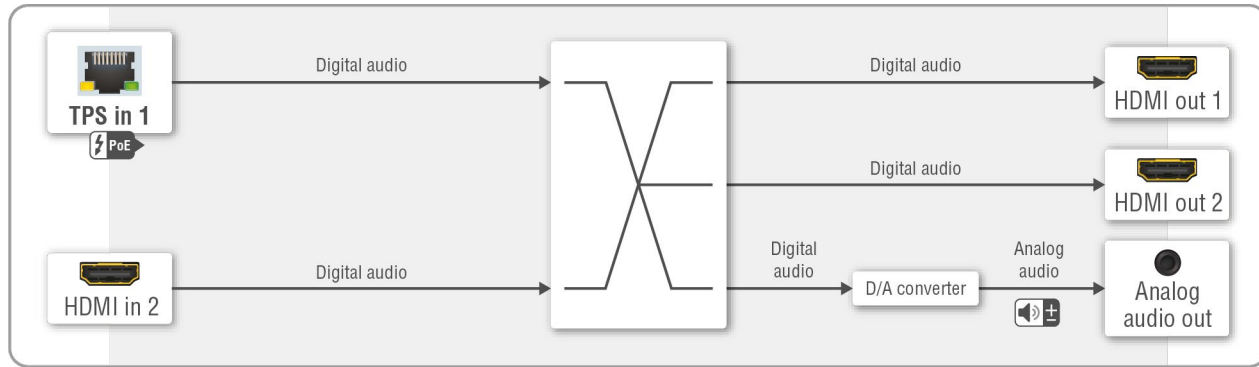 Digital audio
TPS in 1
PoE
Digital audio
HDMI in 2
Digital audio
HDMI out 1
Digital audio
HDMI out 2
Digital
audio
D/A converter
Analog
audio
Analog
audio out